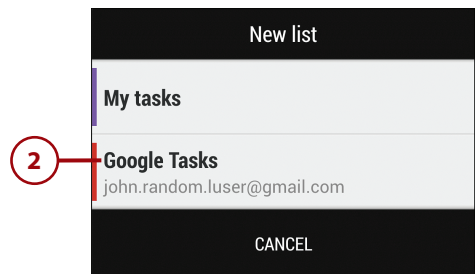 New list
My tasks
2
Google Tasks
john.random.luser@gmail.com
CANCEL